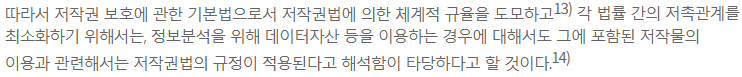 따라서 저작권 보호에 관한 기본법으로서 저작권법에 의한 체계적 규율을 도모하고13) 각 법률 간의 저촉관계를
최소화하기 위해서는, 정보분석을 위해 데이터자산 등을 이용하는 경우에 대해서도 그에 포함된 저작물의
이용과 관련해서는 저작권법의 규정이 적용된다고 해석함이 타당하다고 할 것이다.14)